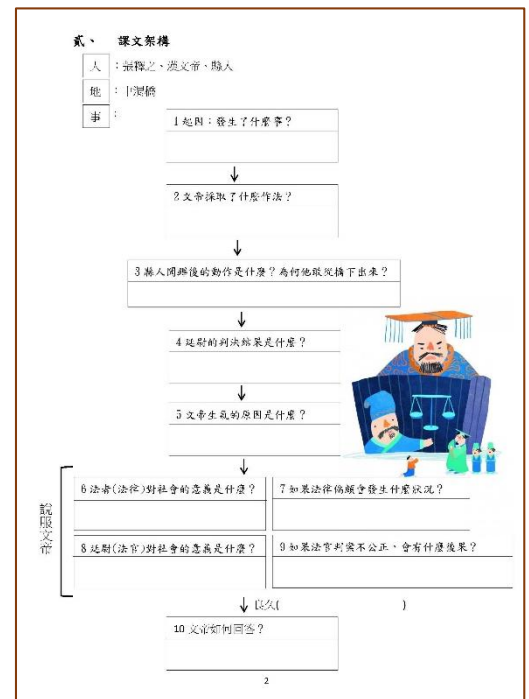 貳、 課文架構
人 ：張釋之、漢文帝、縣人
地 ：中渭橋
事 ：
1 起因：發生了什麼事？
2 文帝採取了什麼作法？
3 縣人聞蹕後的動作是什麼？為何他敢從橋下出來？
4 廷尉的判決結果是什麼？
5 文帝生氣的原因是什麼？
說服文帝
6 法者(法律)對社會的意義是什麼？
7 如果法律偏頗會發生什麼狀況？
8 廷尉(法官)對社會的意義是什麼？
9 如果法官判案不公正，會有什麼後果？
良久( )
10 文帝如何回答？
2